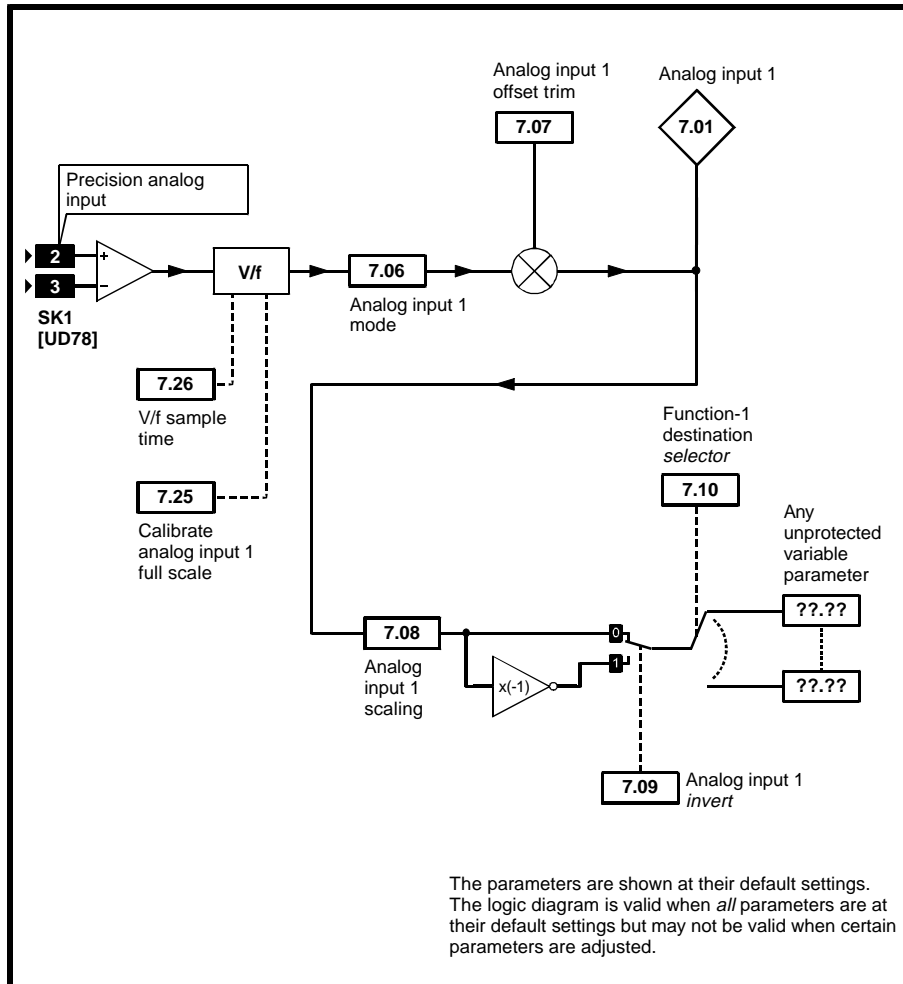 Analog input 1
offset trim
7.07
Analog input 1
7.01
Precision analog
input
2
+
3
−
SK1
[UD78]
V/f
7.06
Analog input 1
mode
7.26
V/f sample
time
7.25
Calibrate
analog input 1
full scale
Function-1
destination
selector
7.10
Any
unprotected
variable
parameter
??.??
??.??
7.08
Analog
input 1
scaling
x(-1)
0
1
7.09
Analog input 1
invert
The parameters are shown at their default settings.
The logic diagram is valid when all parameters are at
their default settings but may not be valid when certain
parameters are adjusted.